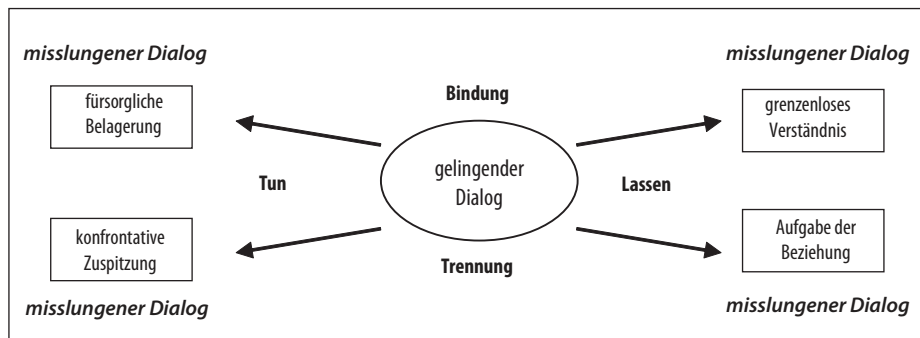 misslungener Dialog
misslungener Dialog
fürsorgliche
Belagerung
Bindung
grenzenloses
Verständnis
gelingender
Dialog
Tun
Lassen
konfrontative
Zuspitzung
Trennung
Aufgabe der
Beziehung
misslungener Dialog
misslungener Dialog